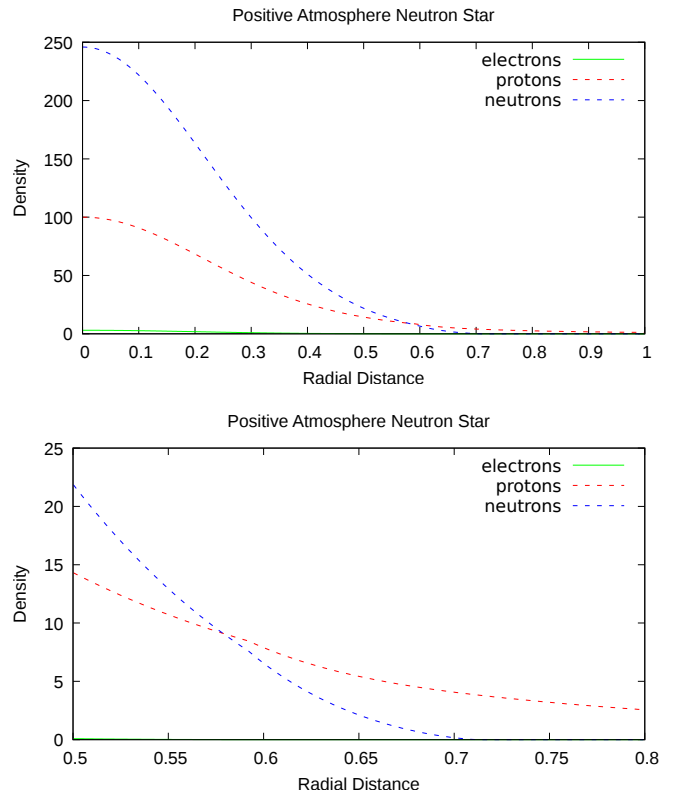 Positive Atmosphere Neutron Star
250
200
150
100
50
0
electrons
protons
neutrons
Density
0 0.1 0.2 0.3 0.4 0.5 0.6 0.7 0.8 0.9 1
Radial Distance
Positive Atmosphere Neutron Star
25
20
15
10
5
0
electrons
protons
neutrons
Density
0.5 0.55 0.6 0.65 0.7 0.75 0.8
Radial Distance